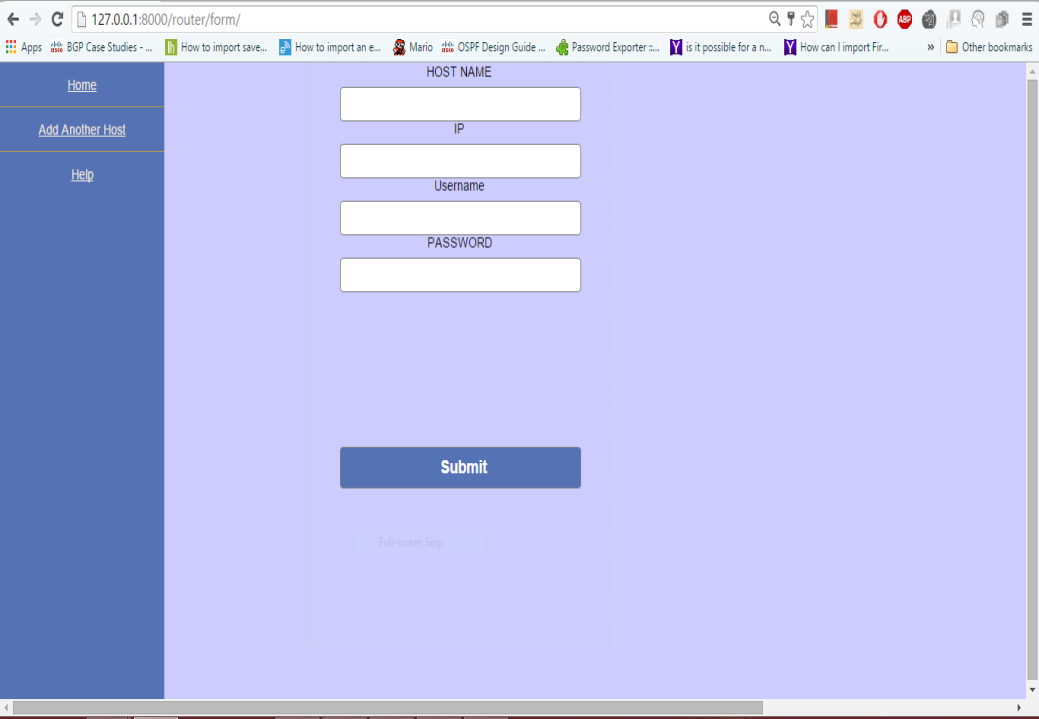 127.0.0.1:8000/router/form/
Apps BGP Case Studies - ... How to import save... How to import an e... Mario OSPF Design Guide ... Password Exporter ::... is it possible for a n... How can I import Fir... » Other bookmarks
Home
Add Another Host
Help
HOST NAME
IP
Username
PASSWORD
Submit
Full-screen Snip